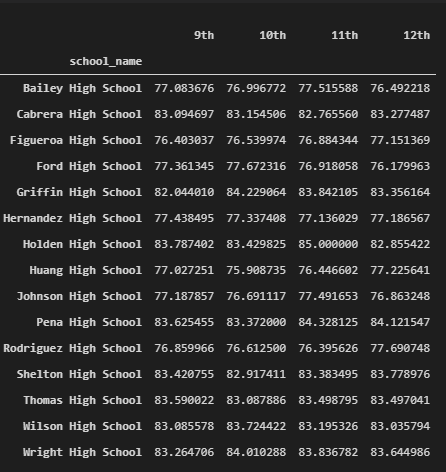 9th 10th 11th 12th
school_name
Bailey High School 77.083676 76.996772 77.515588 76.492218
Cabrera High School 83.094697 83.154506 82.765560 83.277487
Figueroa High School 76.403037 76.539974 76.884344 77.151369
Ford High School 77.361345 77.672316 76.918058 76.179963
Griffin High School 82.044010 84.229064 83.842105 83.356164
Hernandez High School 77.438495 77.337408 77.136029 77.186567
Holden High School 83.787402 83.429825 85.000000 82.855422
Huang High School 77.027251 75.908735 76.446602 77.225641
Johnson High School 77.187857 76.691117 77.491653 76.863248
Pena High School 83.625455 83.372000 84.328125 84.121547
Rodriguez High School 76.859966 76.612500 76.395626 77.690748
Shelton High School 83.420755 82.917411 83.383495 83.778976
Thomas High School 83.590022 83.087886 83.498795 83.497041
Wilson High School 83.085578 83.724422 83.195326 83.035794
Wright High School 83.264706 84.010288 83.836782 83.644986